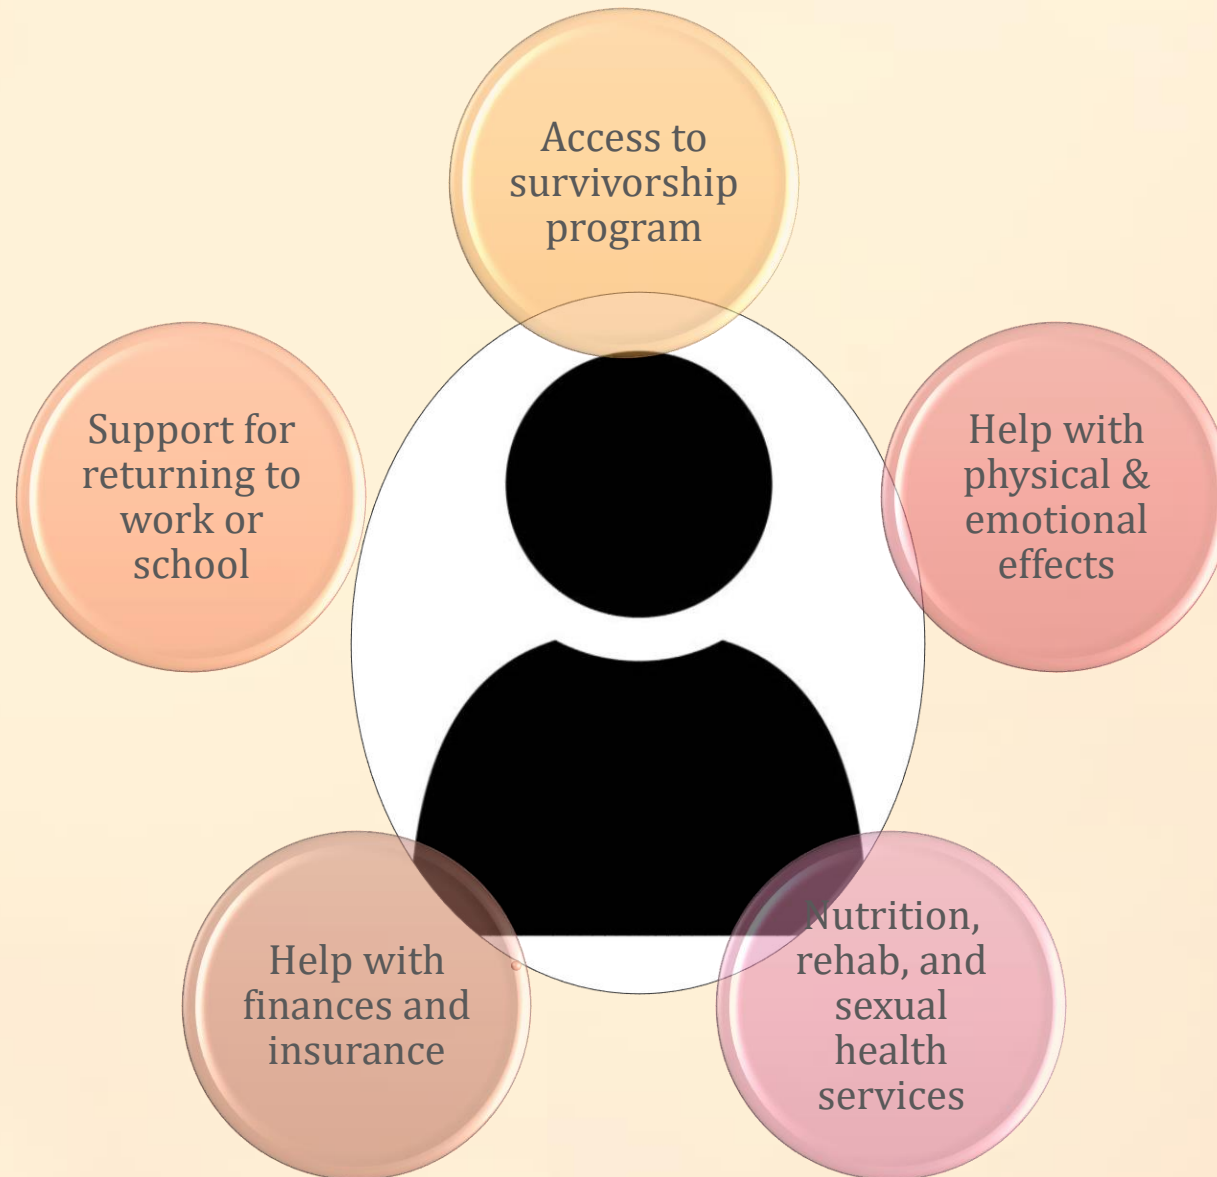 Access to
survivorship
program
Support for
returning to
work or
school
Help with
physical &
emotional
effects
Help with
finances and
insurance
Nutrition,
rehab, and
sexual
health
services